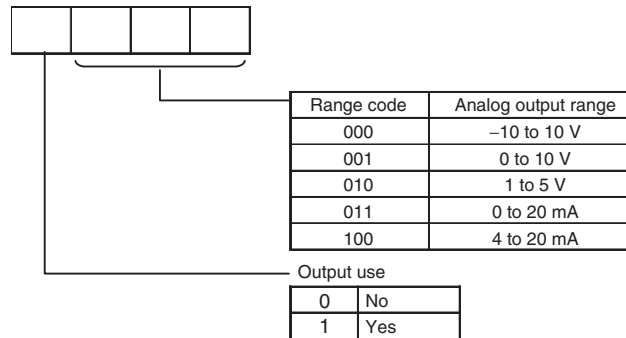 Range code Analog output range
000 −10 to 10 V
001 0 to 10 V
010 1 to 5 V
011 0 to 20 mA
100 4 to 20 mA
Output use
0 No
1 Yes